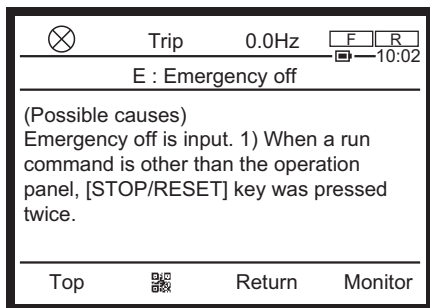 Trip 0.0Hz F R
10:02
E : Emergency off
(Possible causes)
Emergency off is input. 1) When a run
command is other than the operation
panel, [STOP/RESET] key was pressed
twice.
Top Return Monitor